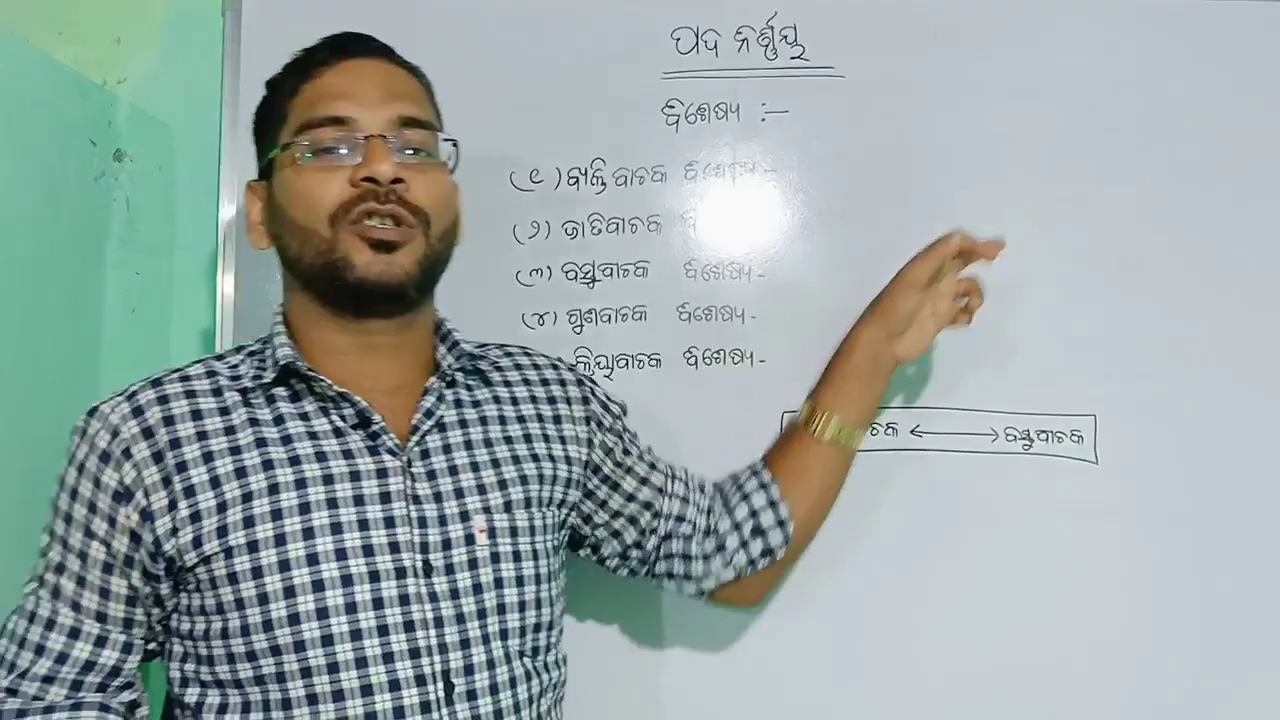 ପଦ ନିର୍ଣ୍ଣୟ
ବିଶେଷ୍ୟ :—
(୧) ବ୍ୟକ୍ତିବାଚକ ବିଶେଷ୍ୟ -
(୨) ଜାତିବାଚକ
(୩) ବସ୍ତୁବାଚକ ବିଶେଷ୍ୟ -
(୪) ଗୁଣବାଚକ ବିଶେଷ୍ୟ -
କ୍ରିୟାବାଚକ ବିଶେଷ୍ୟ -
⟷ ବସ୍ତୁବାଚକ